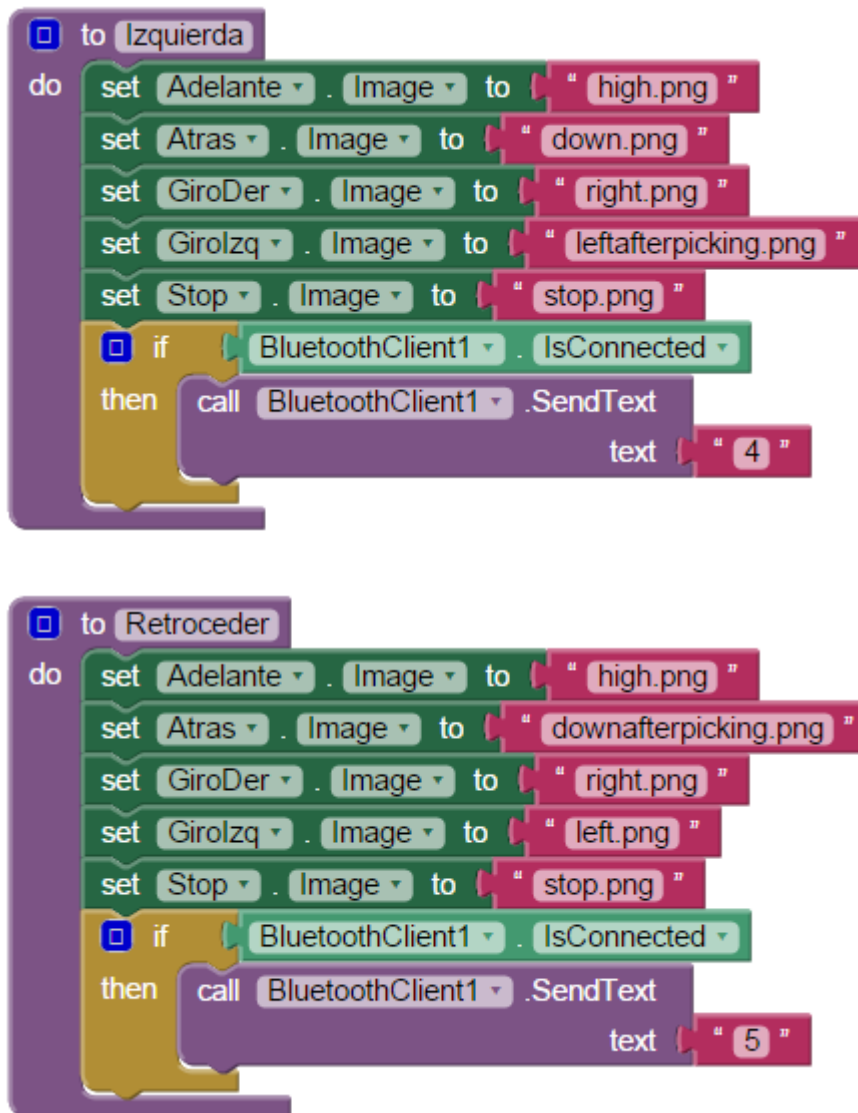 to Izquierda
do set Adelante . Image to " high.png "
set Atras . Image to " down.png "
set GiroDer . Image to " right.png "
set GiroIzq . Image to " leftafterpicking.png "
set Stop . Image to " stop.png "
if BluetoothClient1 . IsConnected
then call BluetoothClient1 .SendText
text " 4 "
to Retroceder
do set Adelante . Image to " high.png "
set Atras . Image to " downafterpicking.png "
set GiroDer . Image to " right.png "
set GiroIzq . Image to " left.png "
set Stop . Image to " stop.png "
if BluetoothClient1 . IsConnected
then call BluetoothClient1 .SendText
text " 5 "